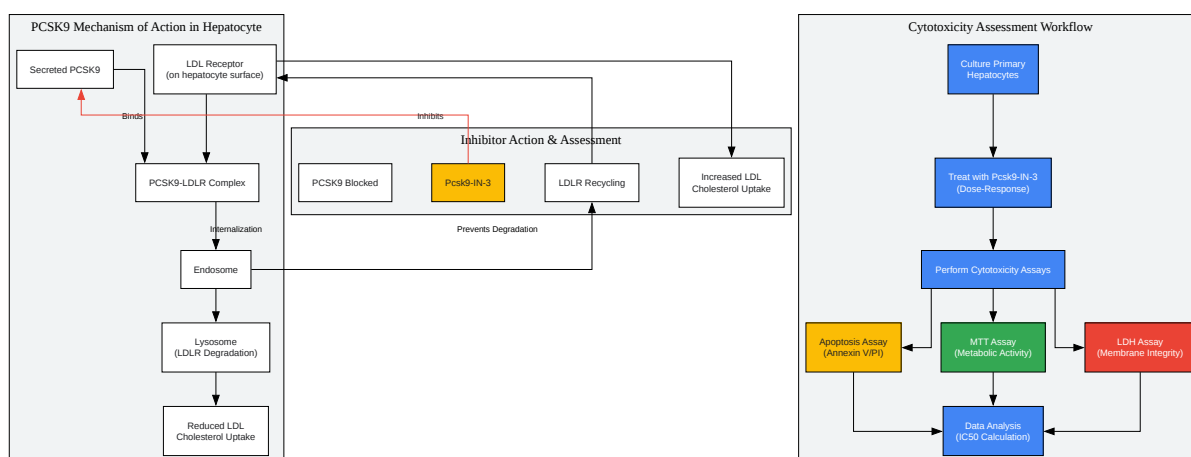 PCSK9 Mechanism of Action in Hepatocyte
Secreted PCSK9
LDL Receptor
(on hepatocyte surface)
Binds
PCSK9-LDLR Complex
Internalization
Endosome
Lysosome
(LDLR Degradation)
Reduced LDL
Cholesterol Uptake
Inhibits
Inhibitor Action & Assessment
PCSK9 Blocked
Pcsk9-IN-3
LDLR Recycling
Increased LDL
Cholesterol Uptake
Prevents Degradation
Cytotoxicity Assessment Workflow
Culture Primary
Hepatocytes
Treat with Pcsk9-IN-3
(Dose-Response)
Perform Cytotoxicity Assays
Apoptosis Assay
(Annexin V/PI)
MTT Assay
(Metabolic Activity)
LDH Assay
(Membrane Integrity)
Data Analysis
(IC50 Calculation)